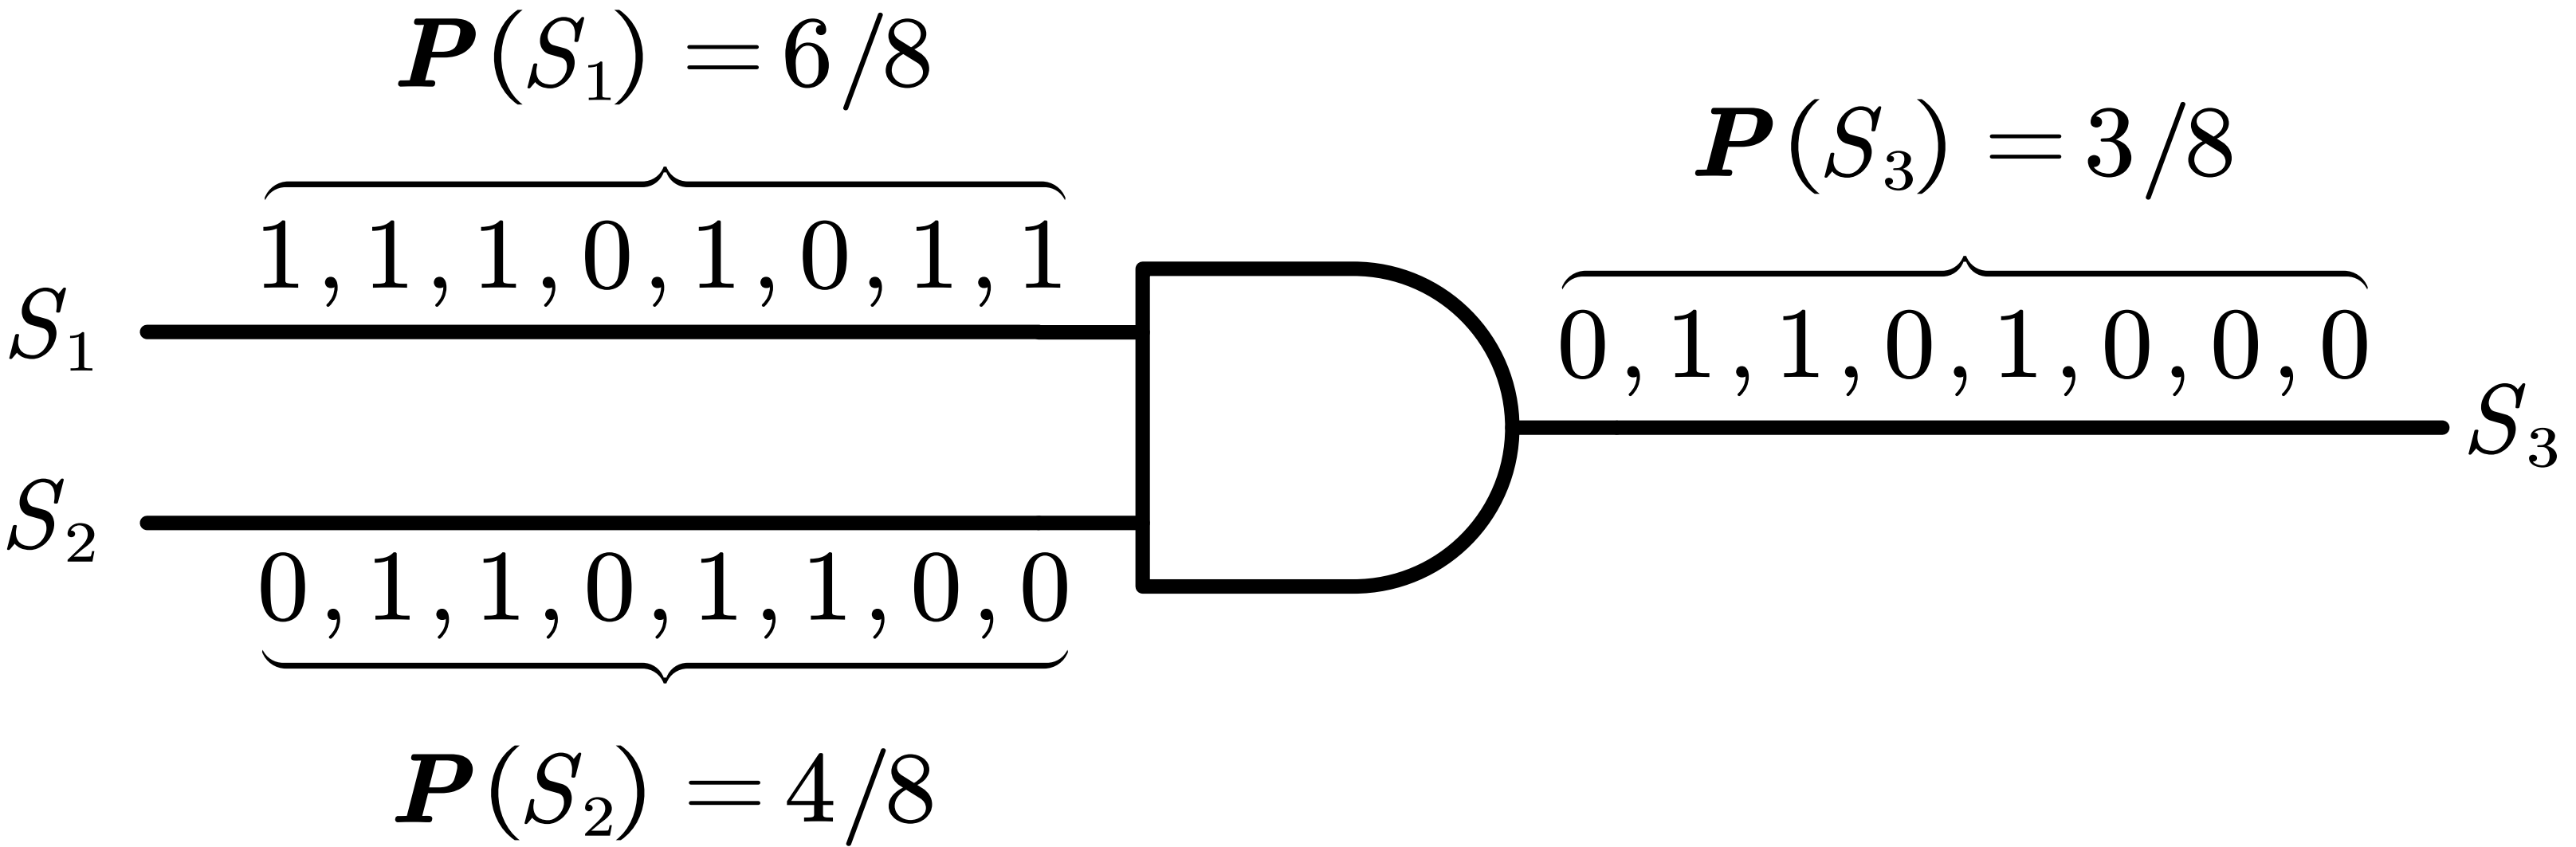 P(S₁) = 6/8
1, 1, 1, 0, 1, 0, 1, 1
S₁
S₂
0, 1, 1, 0, 1, 1, 0, 0
P(S₂) = 4/8
P(S₃) = 3/8
0, 1, 1, 0, 1, 0, 0, 0
S₃